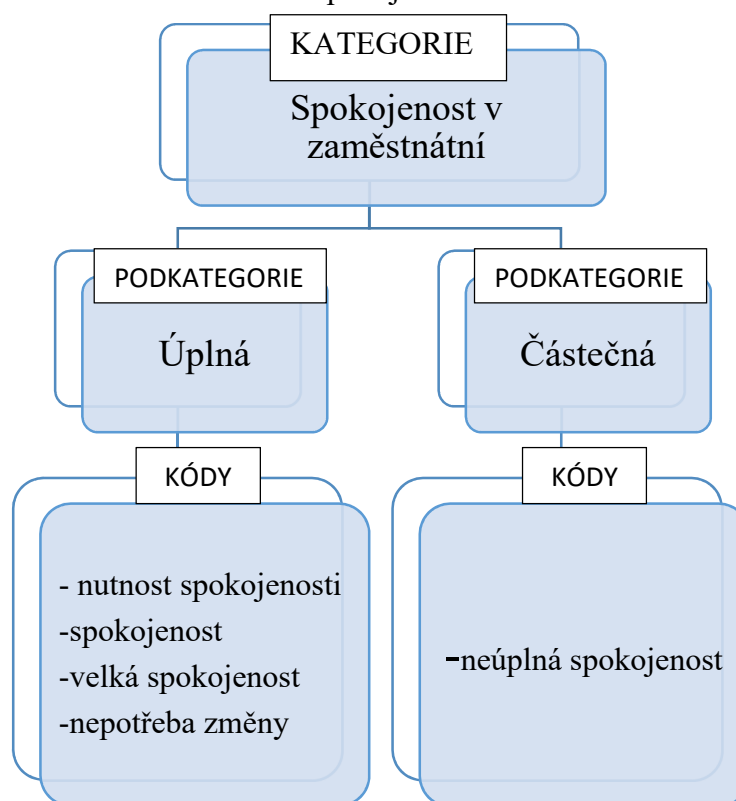 KATEGORIE
Spokojenost v
zaměstnátní
PODKATEGORIE
Úplná
KÓDY
- nutnost spokojenosti
-spokojenost
-velká spokojenost
-nepotřeba změny
PODKATEGORIE
Částečná
KÓDY
-neúplná spokojenost